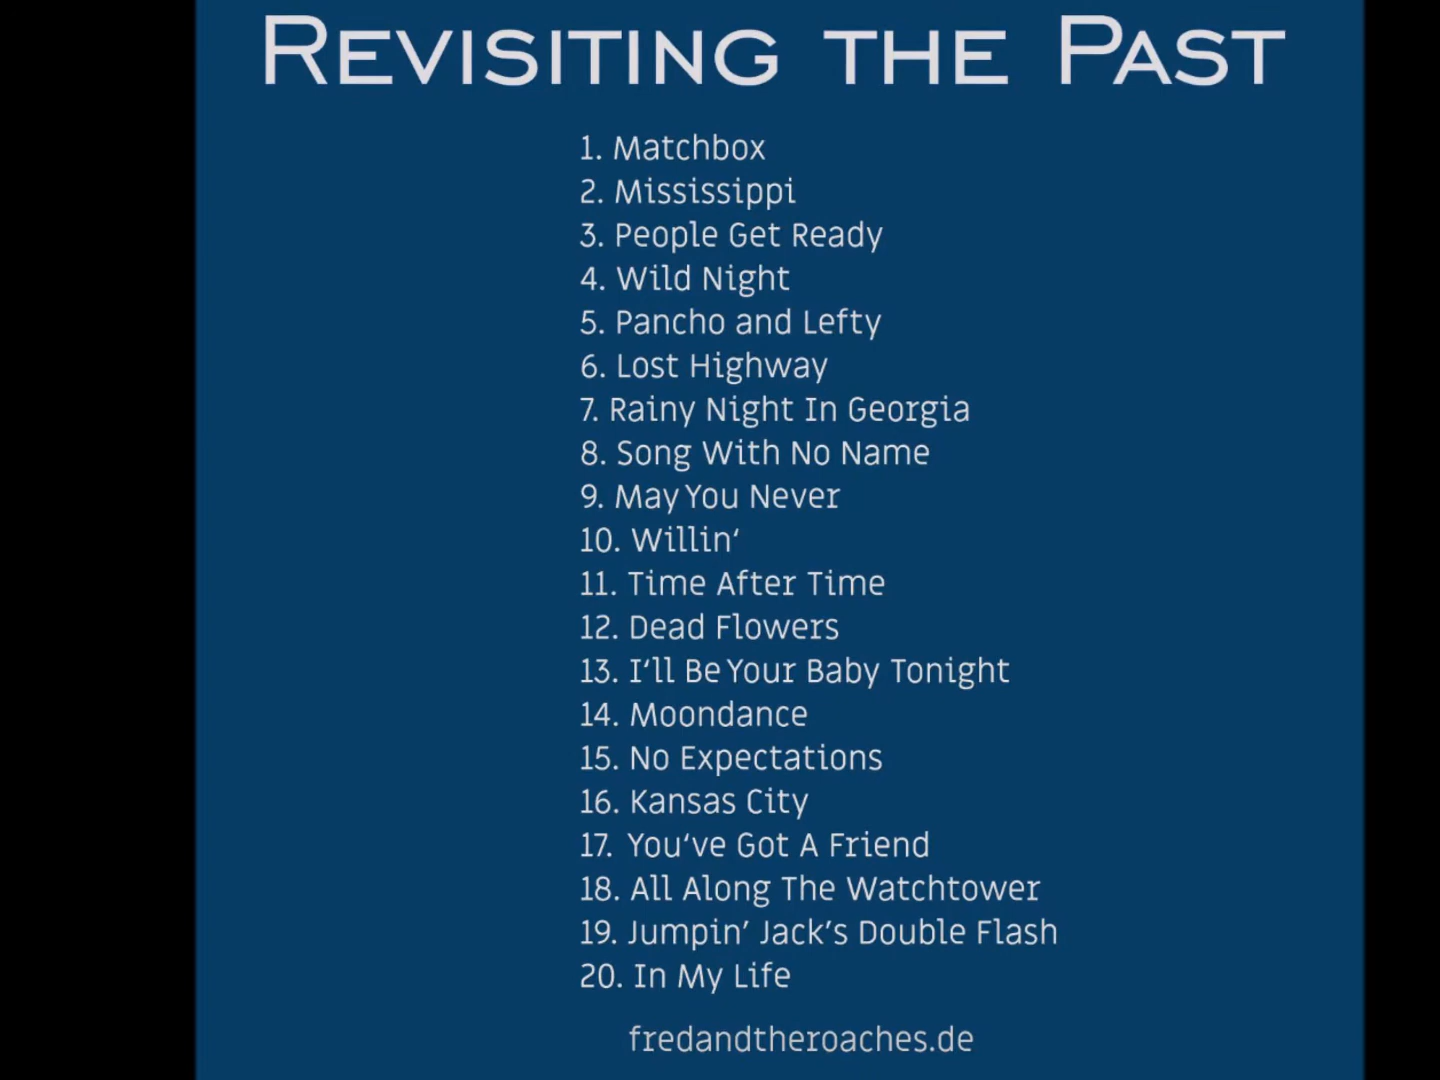 Revisiting the Past
1. Matchbox
2. Mississippi
3. People Get Ready
4. Wild Night
5. Pancho and Lefty
6. Lost Highway
7. Rainy Night In Georgia
8. Song With No Name
9. May You Never
10. Willin‘
11. Time After Time
12. Dead Flowers
13. I‘ll Be Your Baby Tonight
14. Moondance
15. No Expectations
16. Kansas City
17. You‘ve Got A Friend
18. All Along The Watchtower
19. Jumpin’ Jack’s Double Flash
20. In My Life
fredandtheroaches.de